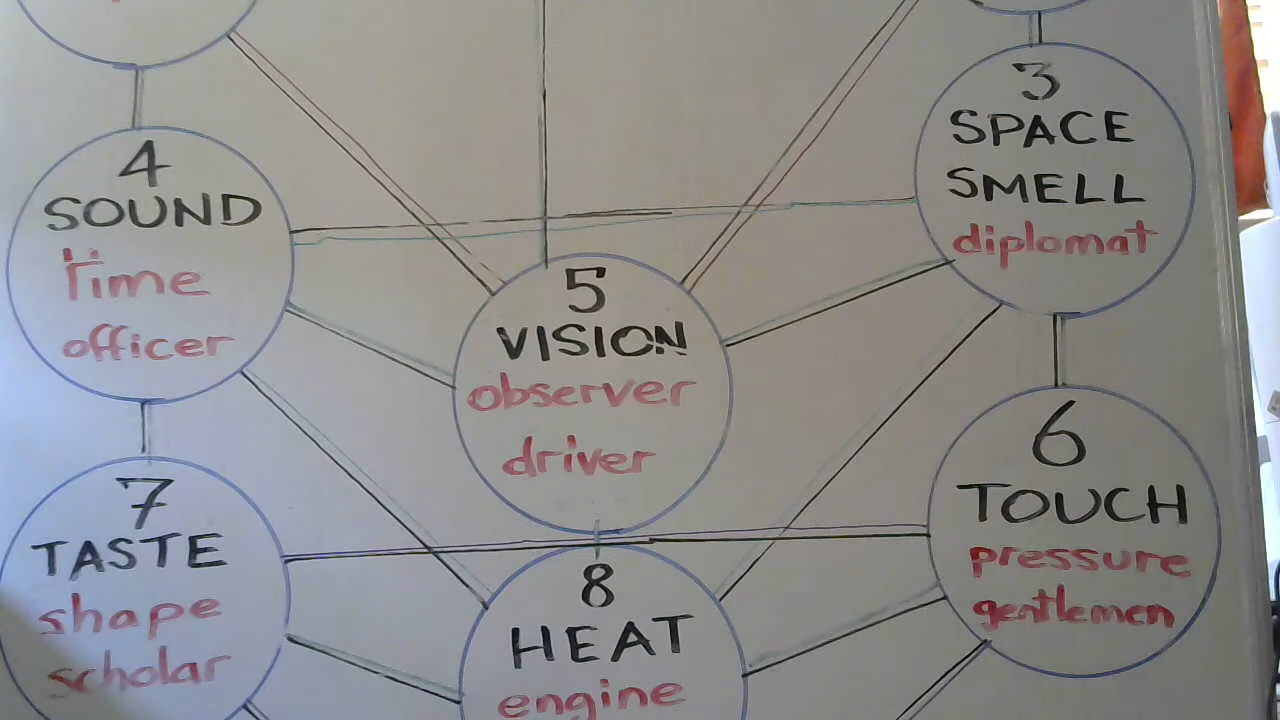 3
SPACE
SMELL
diplomat
4
SOUND
Time
officer
5
VISION
observer
driver
6
TOUCH
pressure
gentlemen
7
TASTE
shape
scholar
8
HEAT
engine